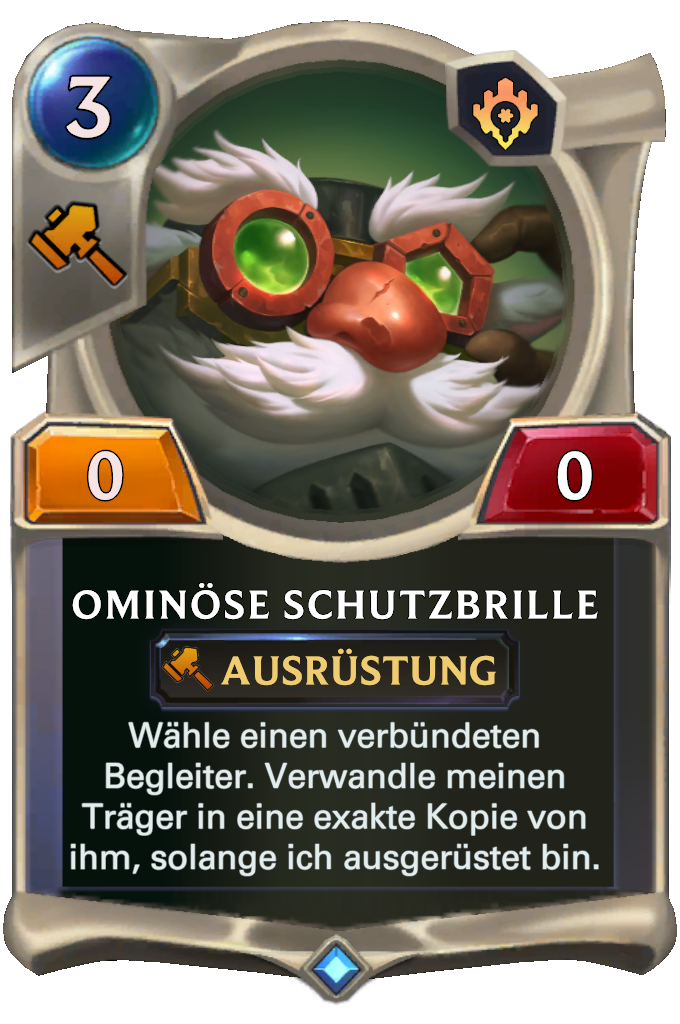 3
0
0
OMINÖSE SCHUTZBRILLE
AUSRÜSTUNG
Wähle einen verbündeten
Begleiter. Verwandle meinen
Träger in eine exakte Kopie von
ihm, solange ich ausgerüstet bin.